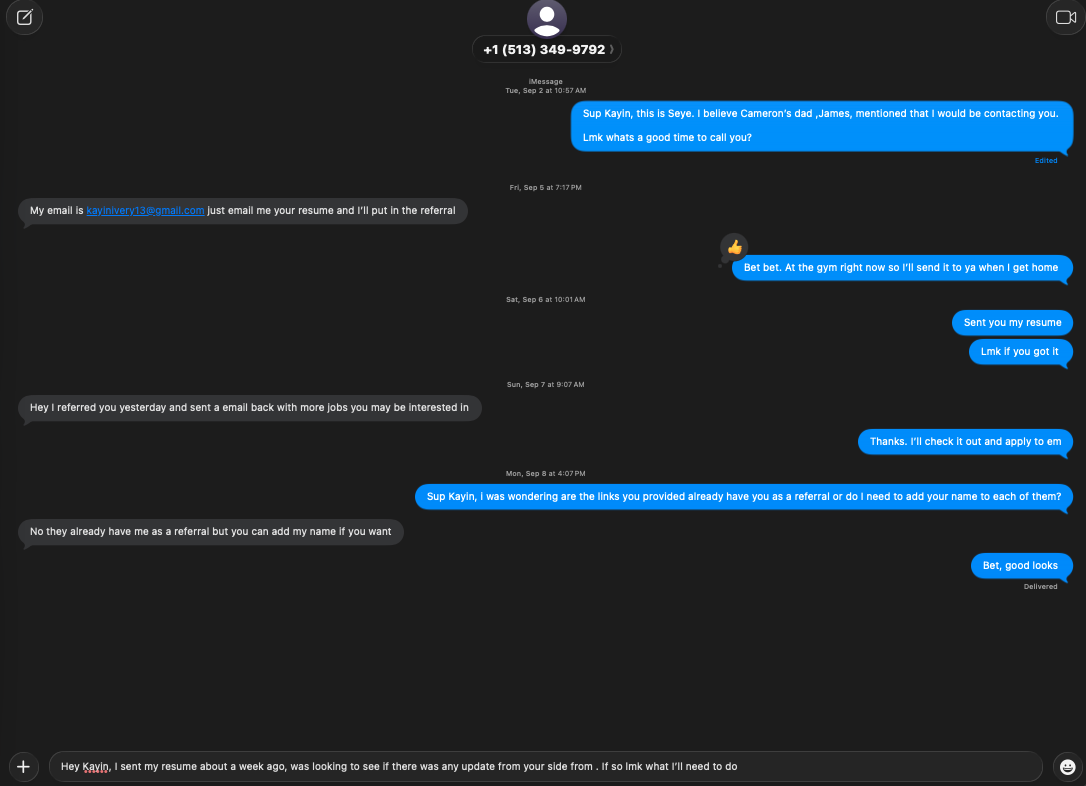 +1 (513) 349-9792 ›
iMessage
Tue, Sep 2 at 10:57 AM
Sup Kayin, this is Seye. I believe Cameron's dad ,James, mentioned that I would be contacting you.
Lmk whats a good time to call you?
Edited
Fri, Sep 5 at 7:17 PM
My email is kayinivery13@gmail.com just email me your resume and I'll put in the referral
Bet bet. At the gym right now so I'll send it to ya when I get home
Sat, Sep 6 at 10:01 AM
Sent you my resume
Lmk if you got it
Sun, Sep 7 at 9:07 AM
Hey I referred you yesterday and sent a email back with more jobs you may be interested in
Thanks. I'll check it out and apply to em
Mon, Sep 8 at 4:07 PM
Sup Kayin, i was wondering are the links you provided already have you as a referral or do I need to add your name to each of them?
No they already have me as a referral but you can add my name if you want
Bet, good looks
Delivered
Hey Kayin, I sent my resume about a week ago, was looking to see if there was any update from your side from . If so lmk what I'll need to do